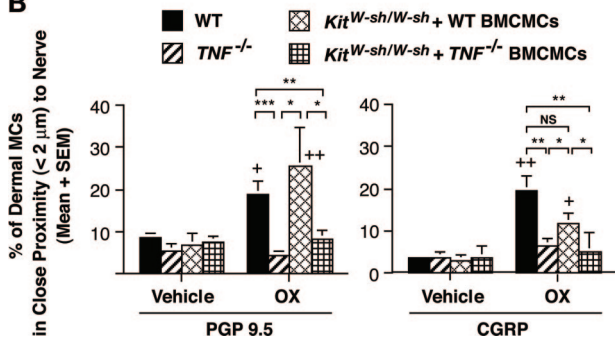 B
WT
Kit^W-sh/W-sh + WT BMCMCs
TNF^-/-
Kit^W-sh/W-sh + TNF^-/- BMCMCs
% of Dermal MCs
in Close Proximity (< 2 μm) to Nerve
(Mean + SEM)
40
30
20
10
**
*** * *
+
++
Vehicle OX
PGP 9.5
40
30
20
10
0
**
NS
** * *
++
+
Vehicle OX
CGRP